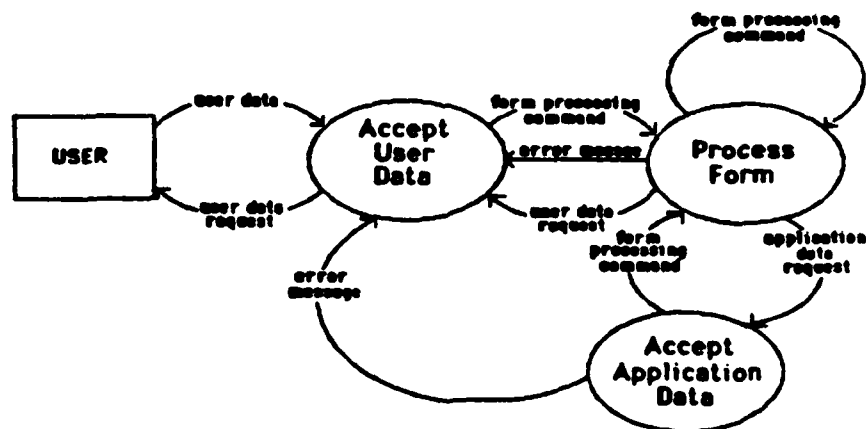 form processing
command
user data
form processing
command
Accept
User
Data
USER
error message
Process
Form
user data
request
user data
request
form
processing
command
application
data
request
error
message
Accept
Application
Data